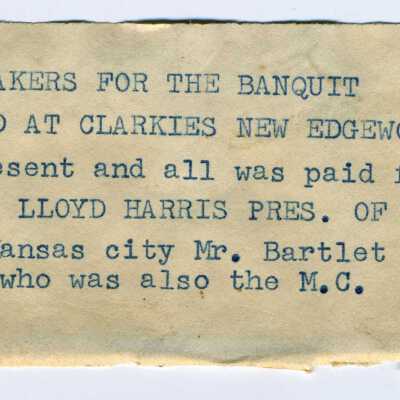 AKERS FOR THE BANQUIT
D AT CLARKIES NEW EDGEWO
esent and all was paid f
LLOYD HARRIS PRES. OF
ansas city Mr. Bartlet
who was also the M.C.